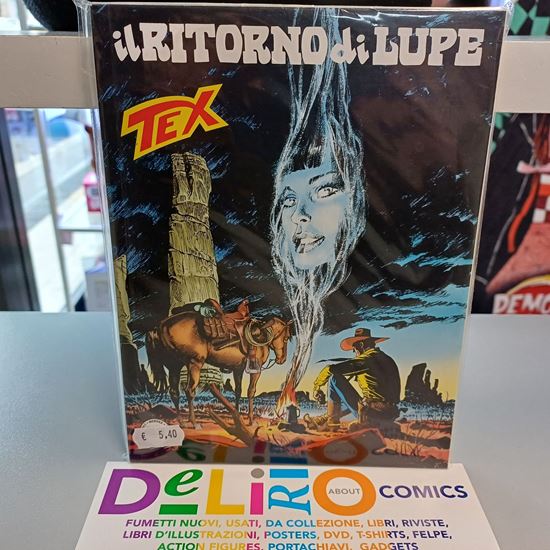 il RITORNO di LUPE
TEX
€ 5,40
DeLiRiO ABOUT COMICS
FUMETTI NUOVI, USATI, DA COLLEZIONE, LIBRI, RIVISTE,
LIBRI D'ILLUSTRAZIONI, POSTERS, DVD, T-SHIRTS, FELPE,
ACTION FIGURES, PORTACHIAVI, GADGETS
DEMO